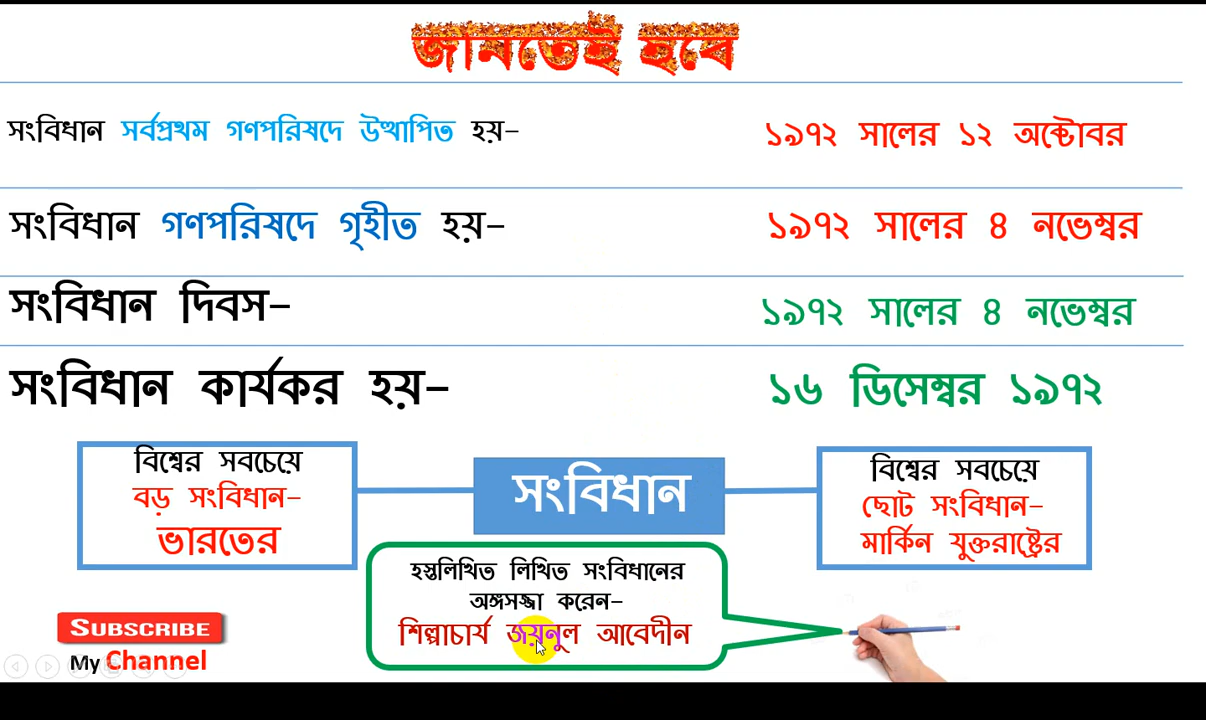 জানতেই হবে
সংবিধান সর্বপ্রথম গণপরিষদে উত্থাপিত হয়-
১৯৭২ সালের ১২ অক্টোবর
সংবিধান গণপরিষদে গৃহীত হয়-
১৯৭২ সালের ৪ নভেম্বর
সংবিধান দিবস-
১৯৭২ সালের ৪ নভেম্বর
সংবিধান কার্যকর হয়-
১৬ ডিসেম্বর ১৯৭২
বিশ্বের সবচেয়ে
বড় সংবিধান-
ভারতের
সংবিধান
বিশ্বের সবচেয়ে
ছোট সংবিধান-
মার্কিন যুক্তরাষ্ট্রের
হস্তলিখিত লিখিত সংবিধানের
অঙ্গসজ্জা করেন-
শিল্পাচার্য জয়নুল আবেদীন
SUBSCRIBE
My Channel